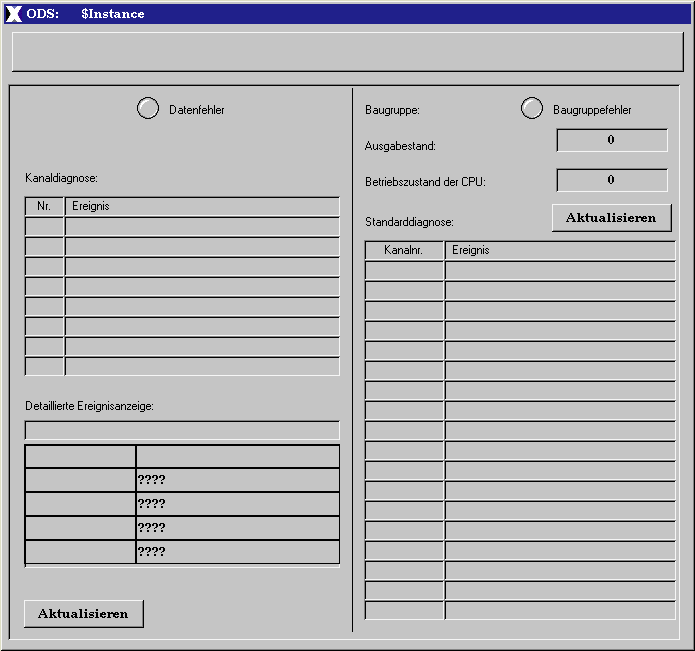 ODS: $Instance
Datenfehler
Kanaldiagnose:
Nr. Ereignis
Detaillierte Ereignisanzeige:
????
????
????
????
Aktualisieren
Baugruppe: Baugruppefehler
Ausgabestand: 0
Betriebszustand der CPU: 0
Standarddiagnose: Aktualisieren
Kanalnr. Ereignis